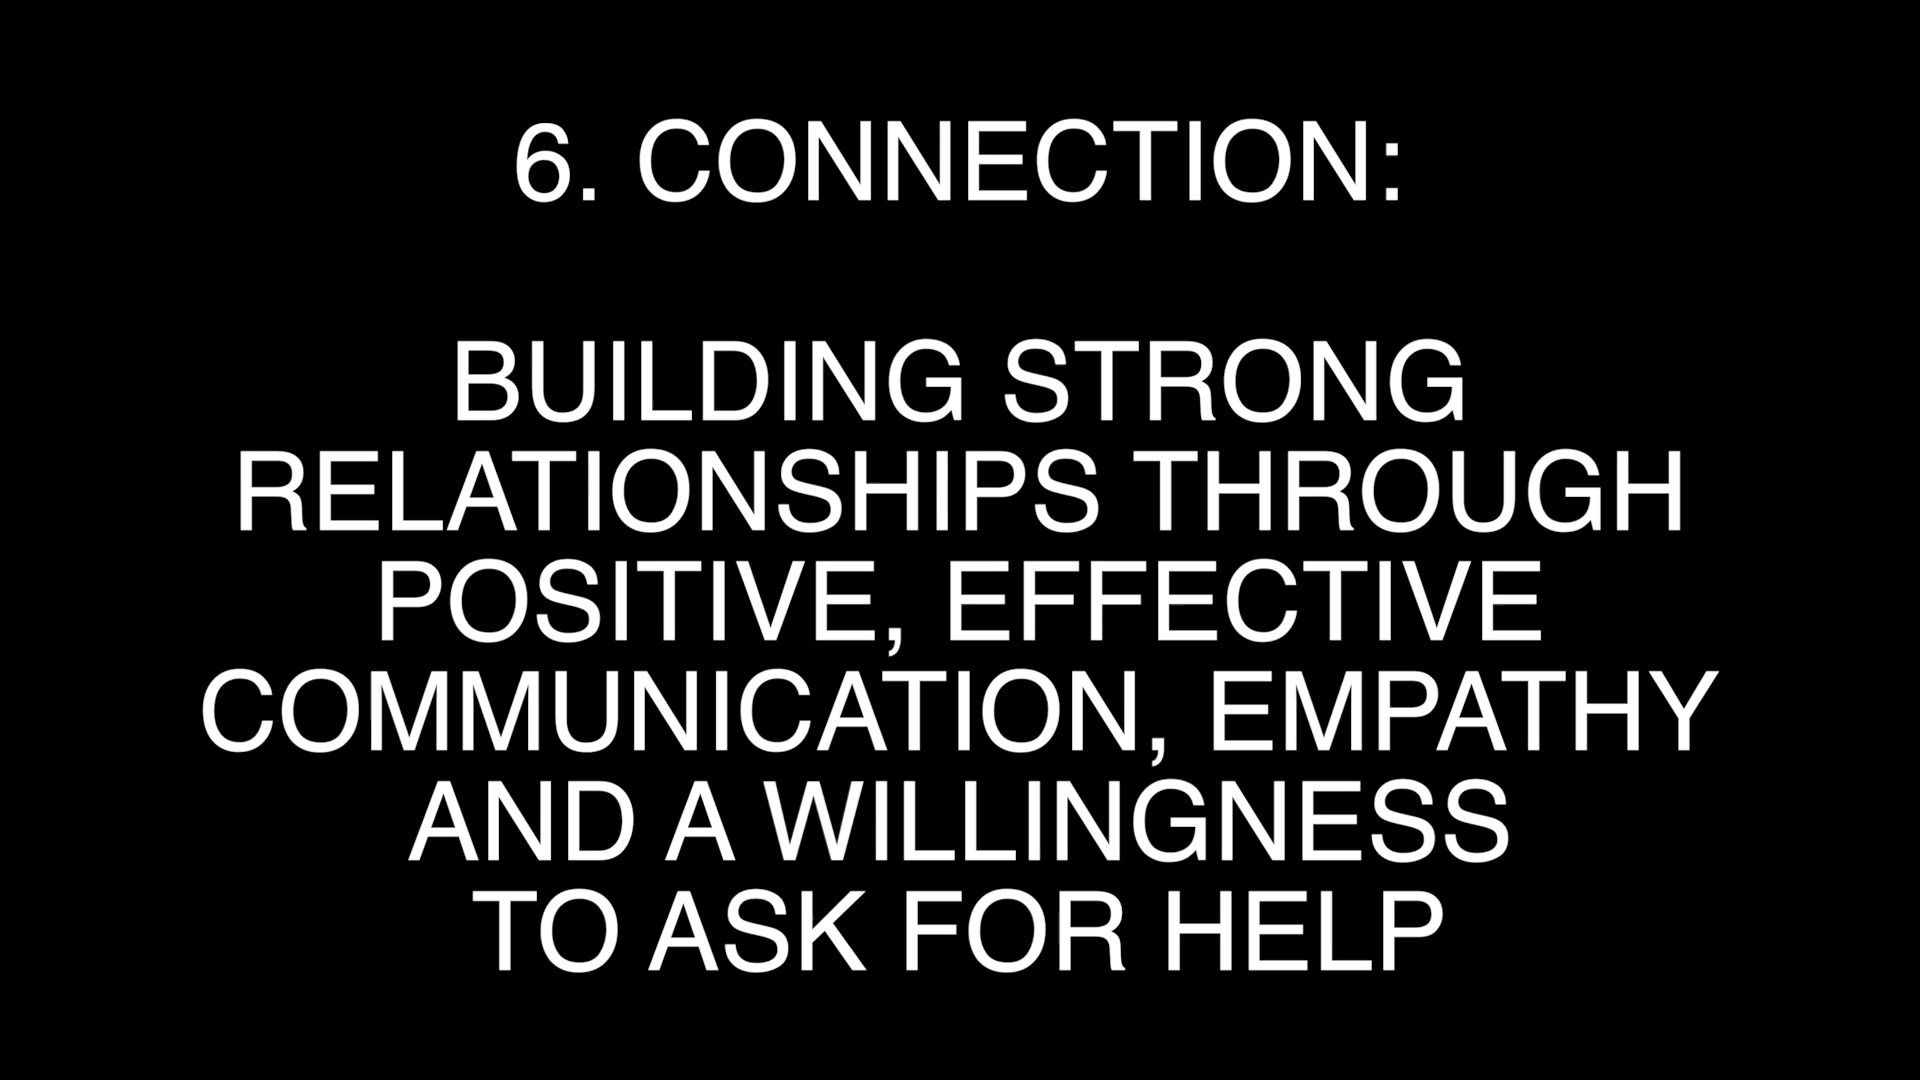 6. CONNECTION:
BUILDING STRONG
RELATIONSHIPS THROUGH
POSITIVE, EFFECTIVE
COMMUNICATION, EMPATHY
AND A WILLINGNESS
TO ASK FOR HELP